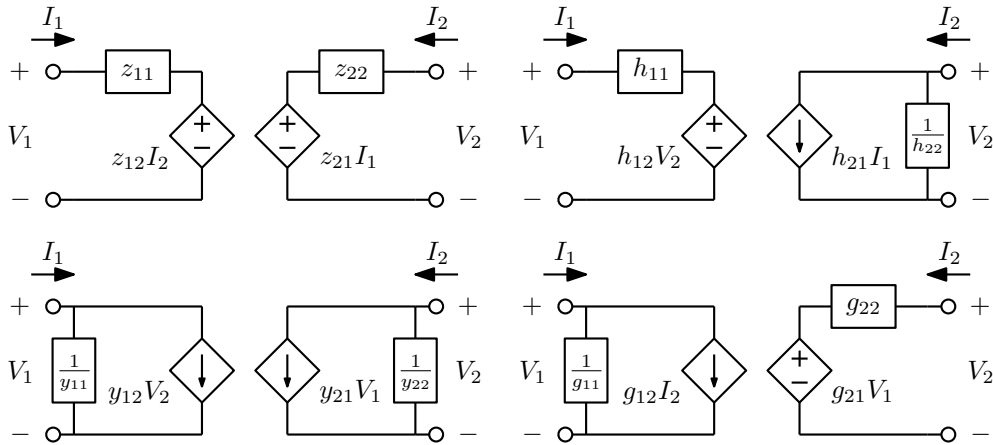 I₁ I₂ I₁ I₂
+ z₁₁ z₂₂ + + h₁₁ +
V₁ + − + − V₂ V₁ + − 1/h₂₂ V₂
z₁₂I₂ z₂₁I₁ h₁₂V₂ h₂₁I₁
− − − −
I₁ I₂ I₁ I₂
+ + + g₂₂ +
V₁ 1/y₁₁ 1/y₂₂ V₂ V₁ 1/g₁₁ + − V₂
y₁₂V₂ y₂₁V₁ g₁₂I₂ g₂₁V₁
− − − −